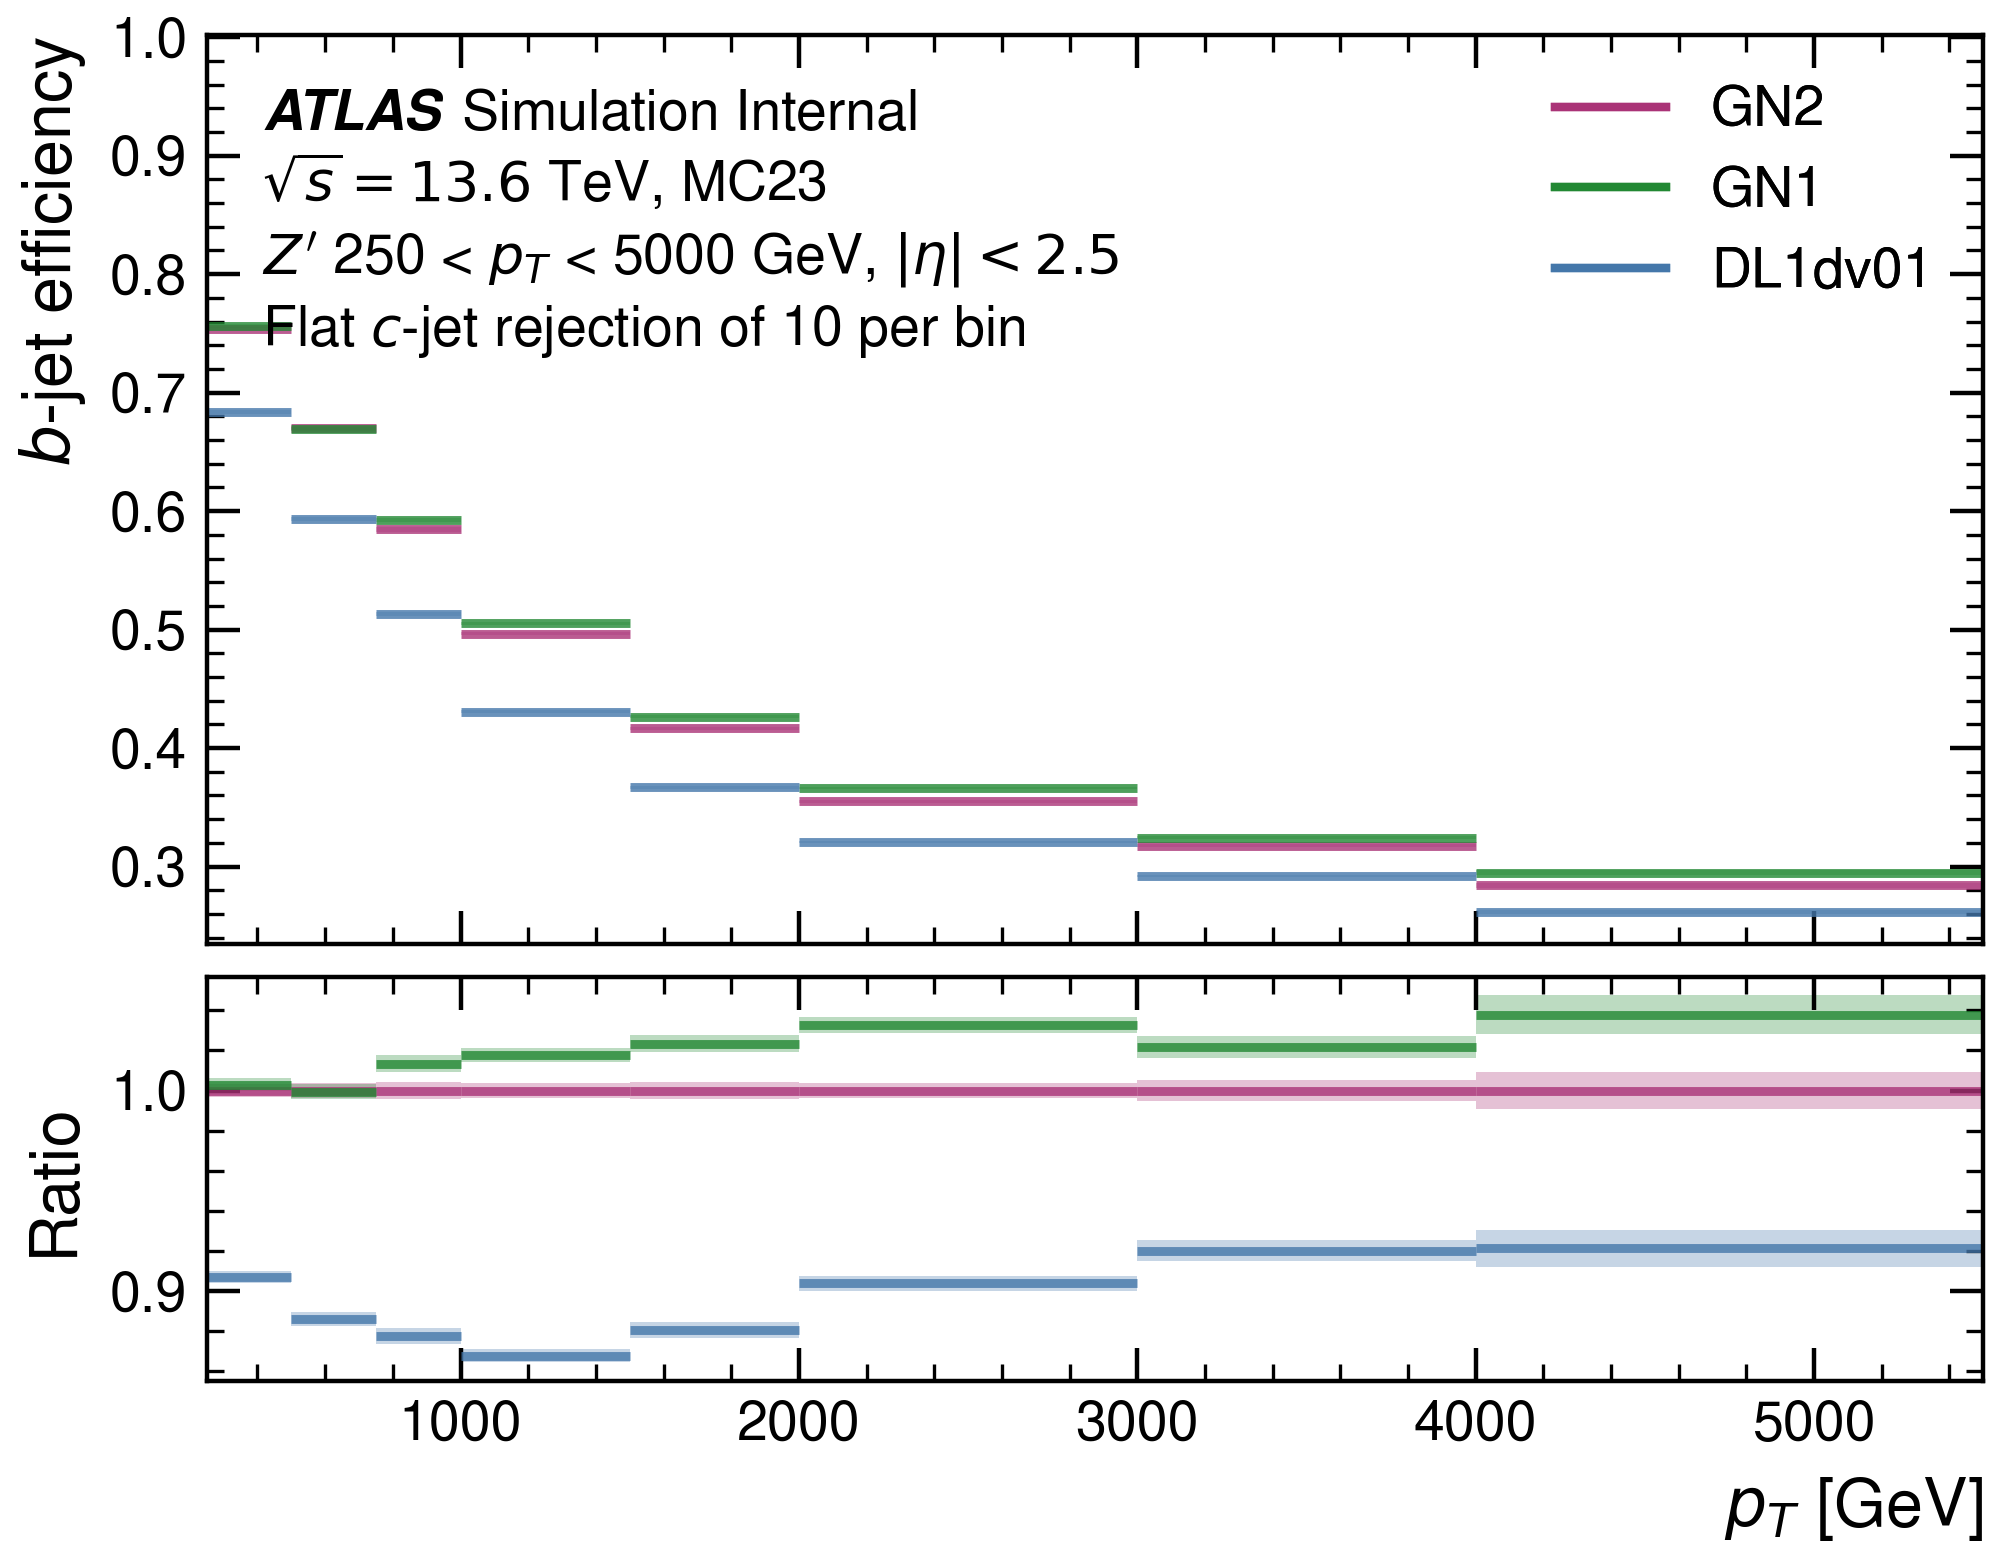 1.0
0.9
0.8
0.7
0.6
0.5
0.4
0.3
b-jet efficiency
ATLAS Simulation Internal
√s = 13.6 TeV, MC23
Z′ 250 < p_T < 5000 GeV, |η| < 2.5
Flat c-jet rejection of 10 per bin
GN2
GN1
DL1dv01
1.0
0.9
Ratio
1000 2000 3000 4000 5000
p_T [GeV]